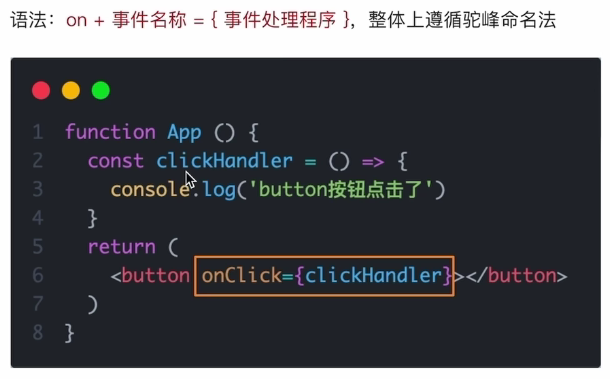 语法：on + 事件名称 = { 事件处理程序 }，整体上遵循驼峰命名法
1 function App () {
2   const clickHandler = () => {
3     console.log('button按钮点击了')
4   }
5   return (
6     <button onClick={clickHandler}></button>
7   )
8 }